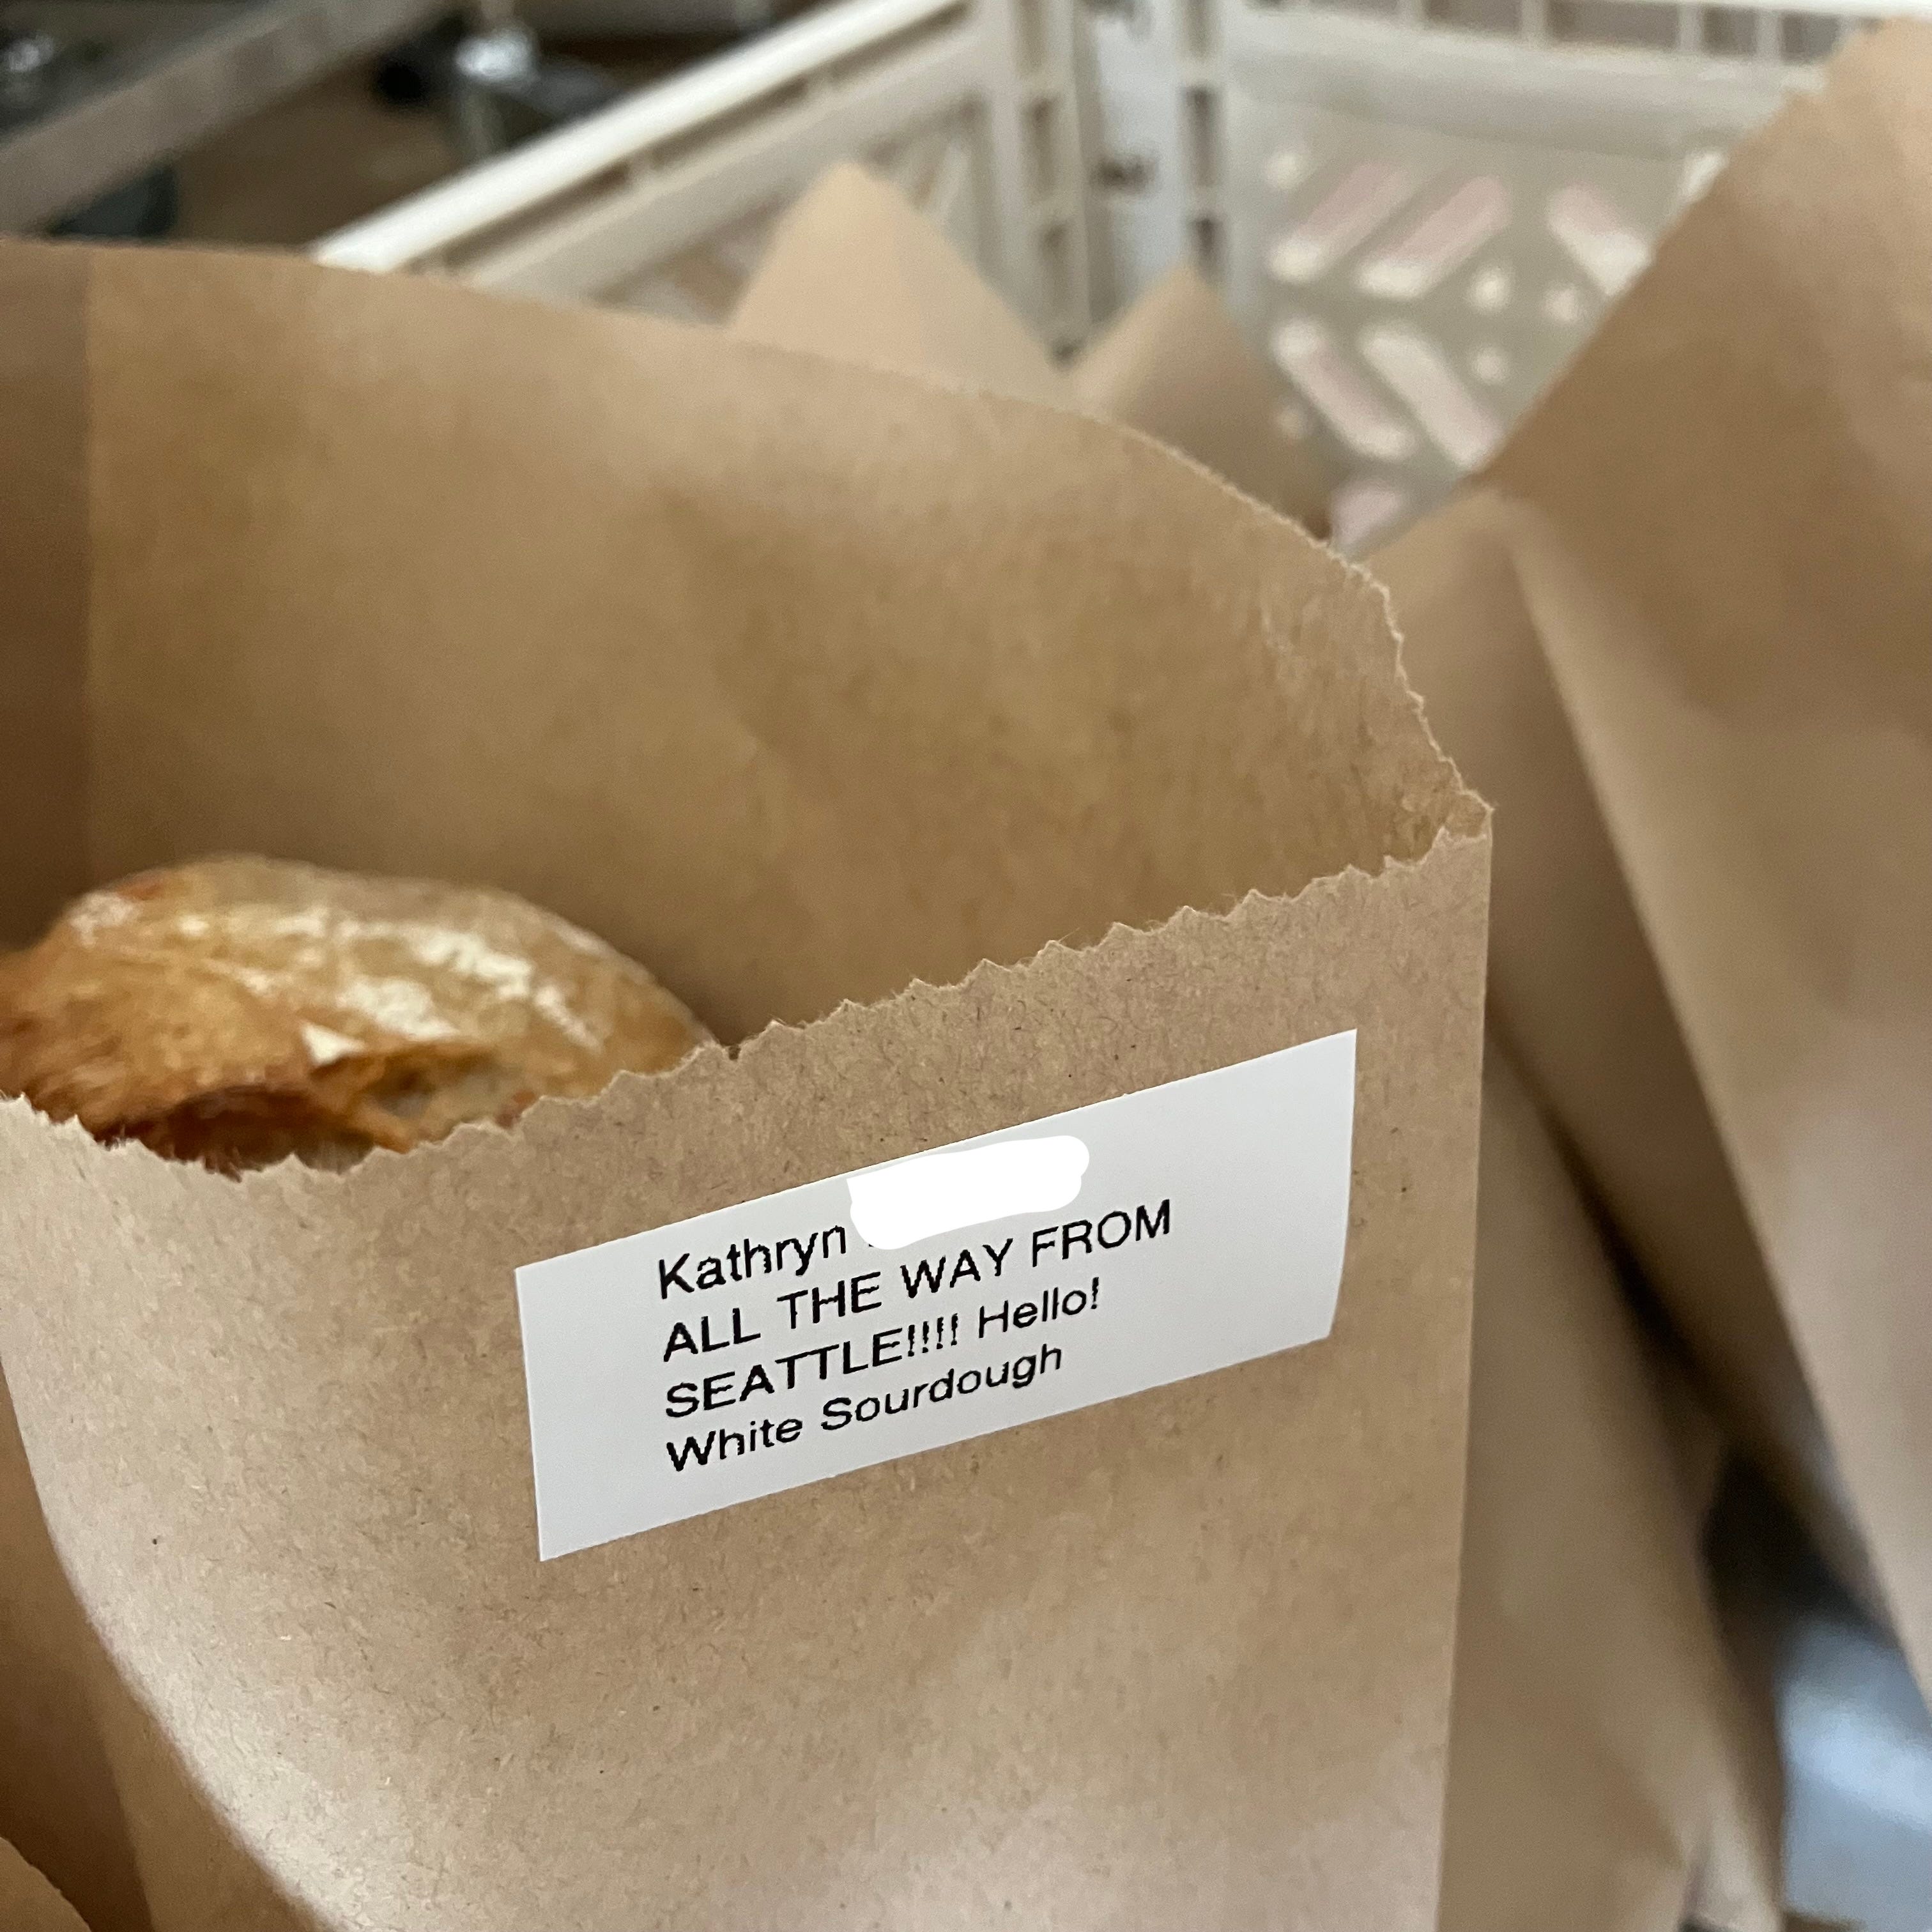 Kathryn
ALL THE WAY FROM
SEATTLE!!!! Hello!
White Sourdough